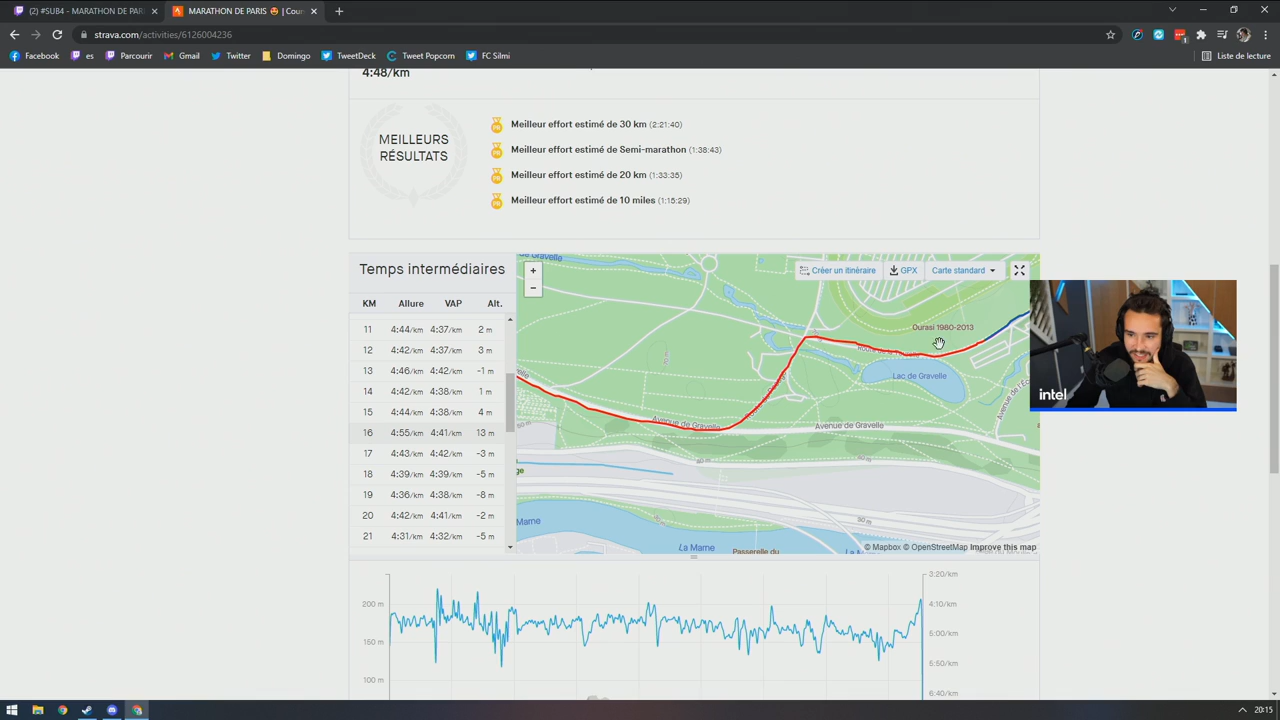 (2) #SUB4 - MARATHON DE PAR
MARATHON DE PARIS 🤩 | Cour
strava.com/activities/6126004236
Facebook
es
Parcourir
Gmail
Twitter
Domingo
TweetDeck
Tweet Popcorn
FC Silmi
Liste de lecture
4:48/km
MEILLEURS
RÉSULTATS
Meilleur effort estimé de 30 km (2:21:40)
Meilleur effort estimé de Semi-marathon (1:38:43)
Meilleur effort estimé de 20 km (1:33:35)
Meilleur effort estimé de 10 miles (1:15:29)
Temps intermédiaires
KM Allure VAP Alt.
11 4:44/km 4:37/km 2 m
12 4:42/km 4:37/km 3 m
13 4:46/km 4:42/km -1 m
14 4:42/km 4:38/km 1 m
15 4:44/km 4:38/km 4 m
16 4:55/km 4:41/km 13 m
17 4:43/km 4:42/km -3 m
18 4:39/km 4:39/km -5 m
19 4:36/km 4:38/km -8 m
20 4:42/km 4:41/km -2 m
21 4:31/km 4:32/km -5 m
+
−
Créer un itinéraire
GPX
Carte standard
de Gravelle
Ourasi 1980-2013
Lac de Gravelle
Avenue de Gravelle
Avenue de Gravelle
Avenue de l'Éc
Marne
La Marne
Passerelle du
© Mapbox © OpenStreetMap Improve this map
intel
200 m
150 m
100 m
3:20/km
4:10/km
5:00/km
5:50/km
6:40/km
20:15